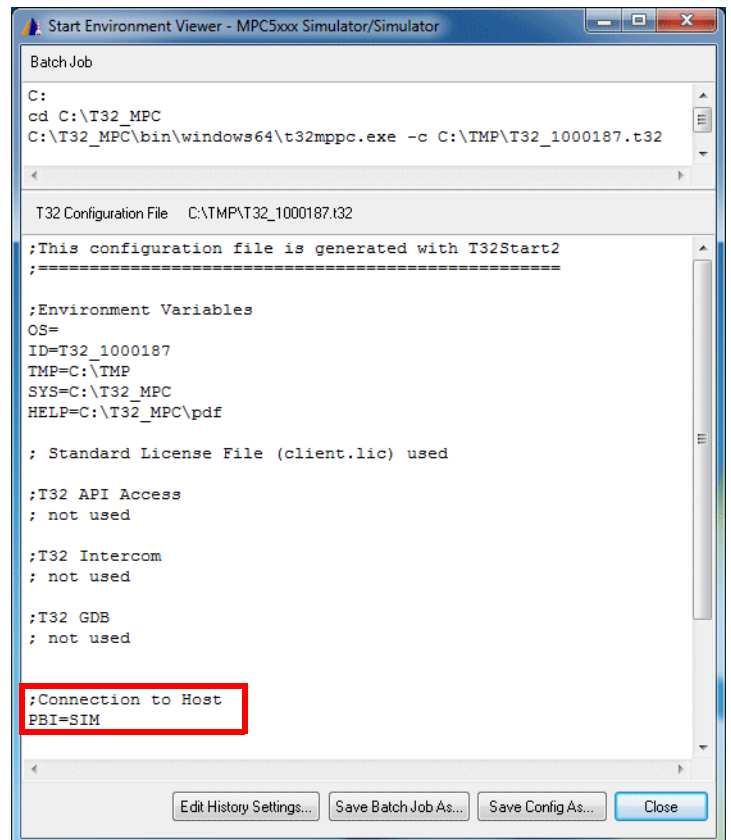 Start Environment Viewer - MPC5xxx Simulator/Simulator
Batch Job
C:
cd C:\T32_MPC
C:\T32_MPC\bin\windows64\t32mppc.exe -c C:\TMP\T32_1000187.t32
T32 Configuration File C:\TMP\T32_1000187.t32
;This configuration file is generated with T32Start2
;===================================================
;Environment Variables
OS=
ID=T32_1000187
TMP=C:\TMP
SYS=C:\T32_MPC
HELP=C:\T32_MPC\pdf
; Standard License File (client.lic) used
;T32 API Access
; not used
;T32 Intercom
; not used
;T32 GDB
; not used
;Connection to Host
PBI=SIM
Edit History Settings... Save Batch Job As... Save Config As... Close